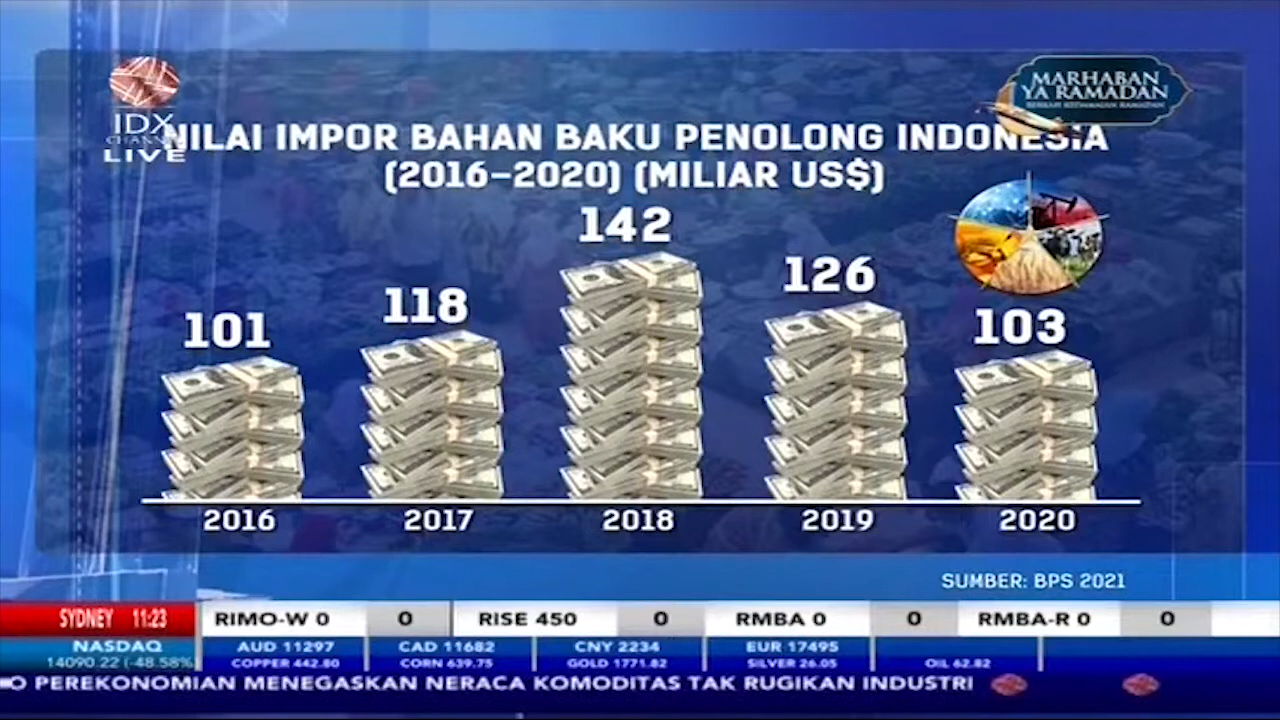 IDX
CHANNEL
LIVE
MARHABAN
YA RAMADAN
NILAI IMPOR BAHAN BAKU PENOLONG INDONESIA
(2016–2020) (MILIAR US$)
101
118
142
126
103
2016
2017
2018
2019
2020
SUMBER: BPS 2021
SYDNEY 11:23
RIMO-W 0 0 RISE 450 0 RMBA 0 0 RMBA-R 0 0
NASDAQ
14090.22 (-48.58%)
AUD 11297 CAD 11682 CNY 2234 EUR 17495
COPPER 442.80 CORN 639.75 GOLD 1771.82 SILVER 26.05 OIL 62.82
O PEREKONOMIAN MENEGASKAN NERACA KOMODITAS TAK RUGIKAN INDUSTRI